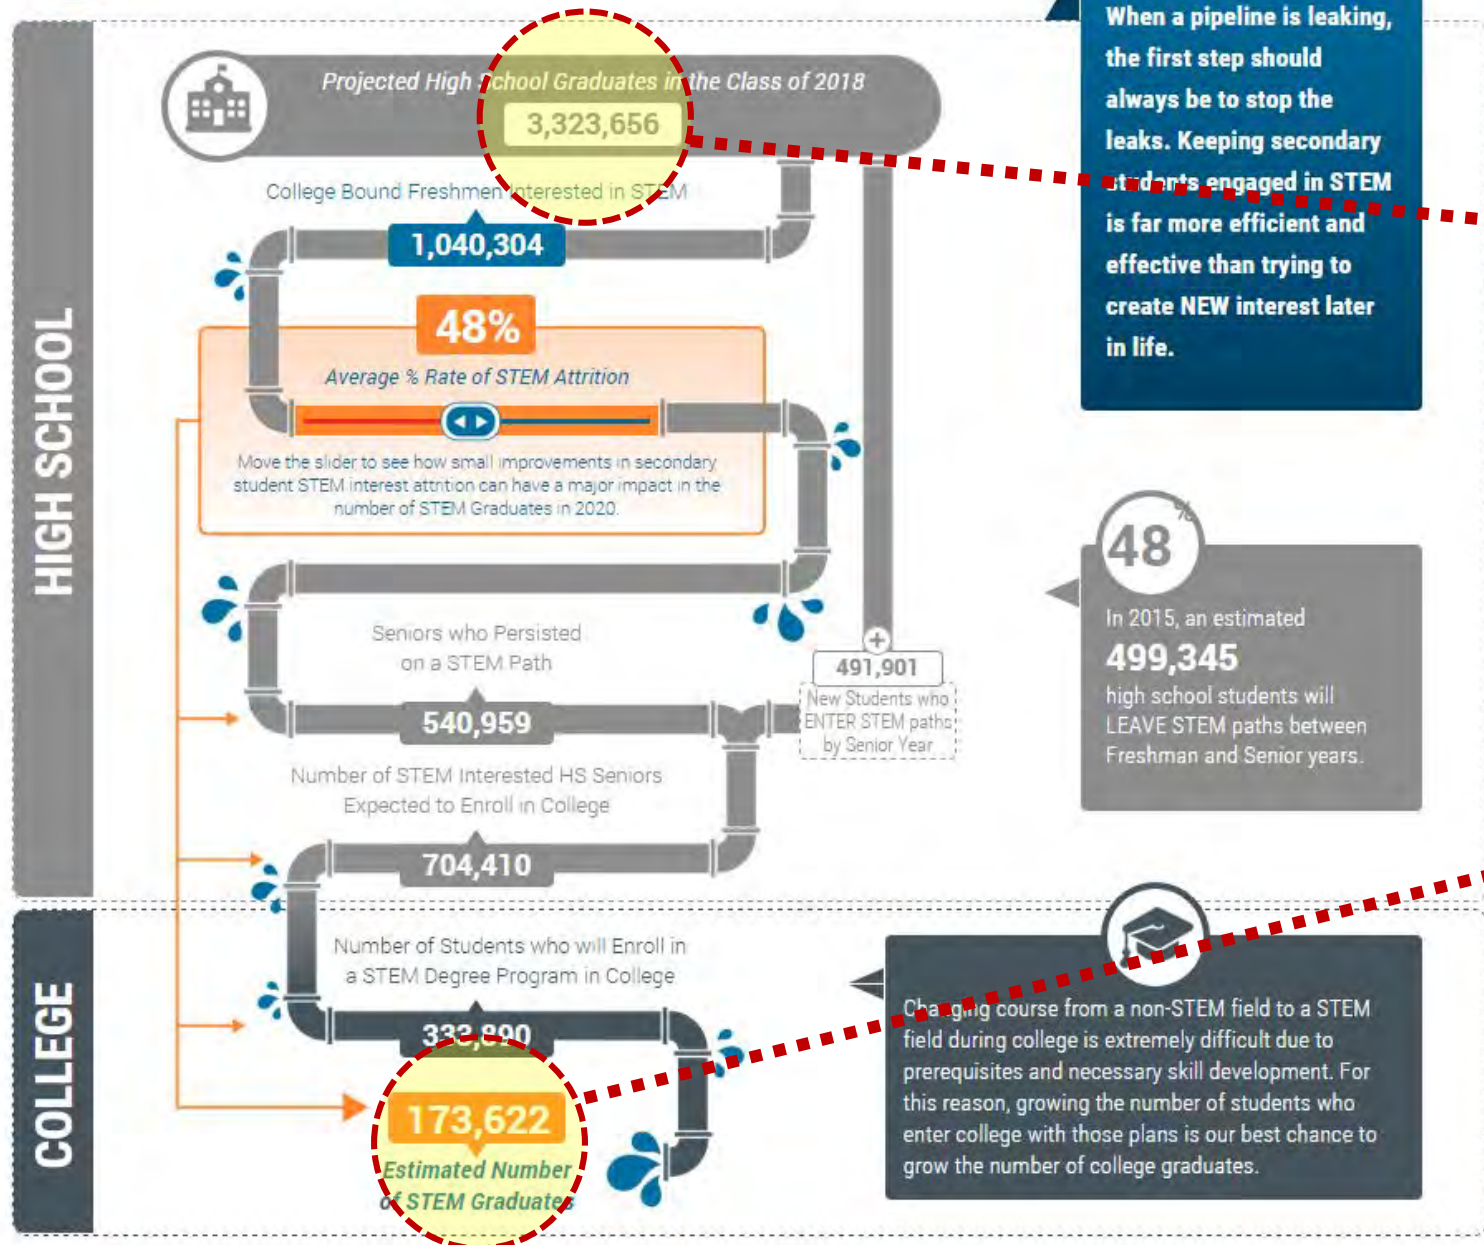 HIGH SCHOOL
Projected High School Graduates in the Class of 2018
3,323,656
College Bound Freshmen Interested in STEM
1,040,304
48%
Average % Rate of STEM Attrition
Move the slider to see how small improvements in secondary
student STEM interest attrition can have a major impact in the
number of STEM Graduates in 2020.
Seniors who Persisted
on a STEM Path
540,959
491,901
New Students who
ENTER STEM paths
by Senior Year
Number of STEM Interested HS Seniors
Expected to Enroll in College
704,410
When a pipeline is leaking,
the first step should
always be to stop the
leaks. Keeping secondary
students engaged in STEM
is far more efficient and
effective than trying to
create NEW interest later
in life.
48%
In 2015, an estimated
499,345
high school students will
LEAVE STEM paths between
Freshman and Senior years.
COLLEGE
Number of Students who will Enroll in
a STEM Degree Program in College
333,890
173,622
Estimated Number
of STEM Graduates
Changing course from a non-STEM field to a STEM
field during college is extremely difficult due to
prerequisites and necessary skill development. For
this reason, growing the number of students who
enter college with those plans is our best chance to
grow the number of college graduates.